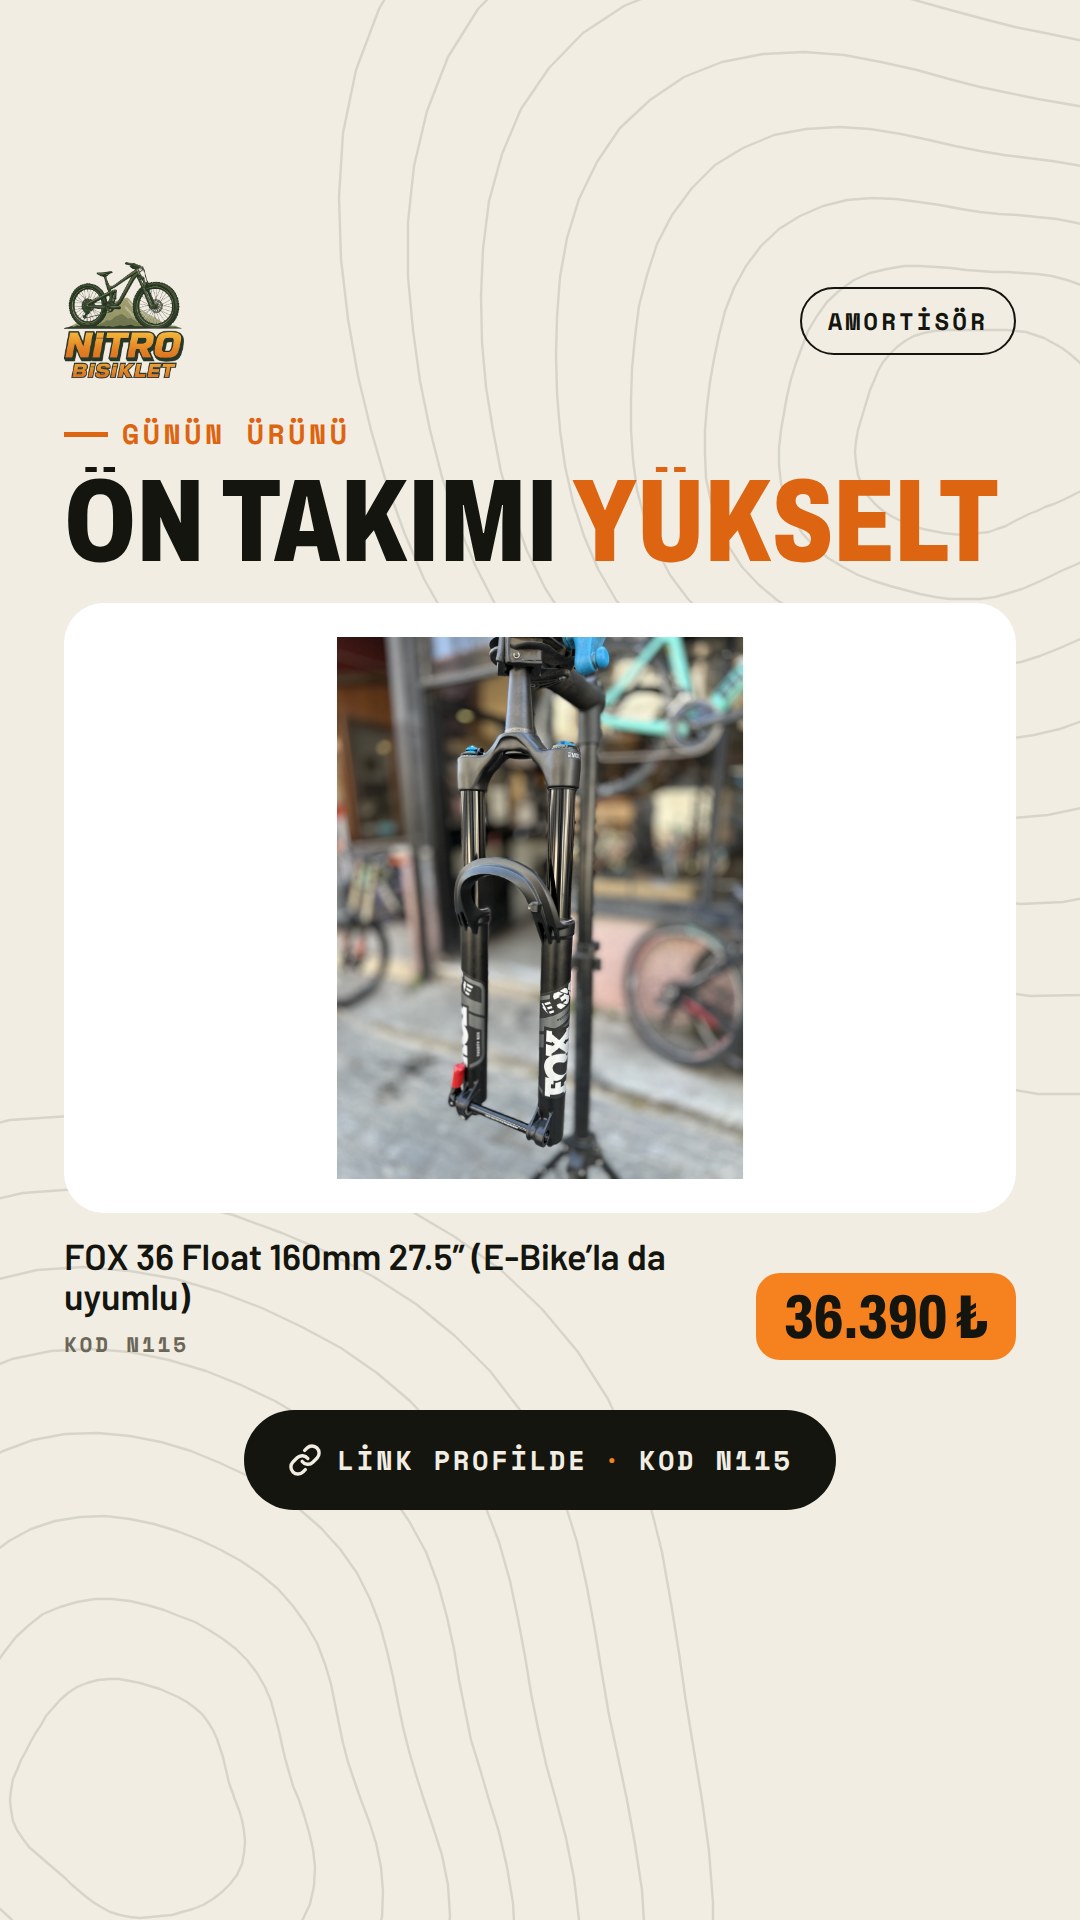 NiTRO
BiSiKLET
AMORTİSÖR
GÜNÜN ÜRÜNÜ
ÖN TAKIMI YÜKSELT
FOX
FOX 36 Float 160mm 27.5” (E-Bike’la da
uyumlu)
KOD N115
36.390 ₺
LİNK PROFİLDE · KOD N115